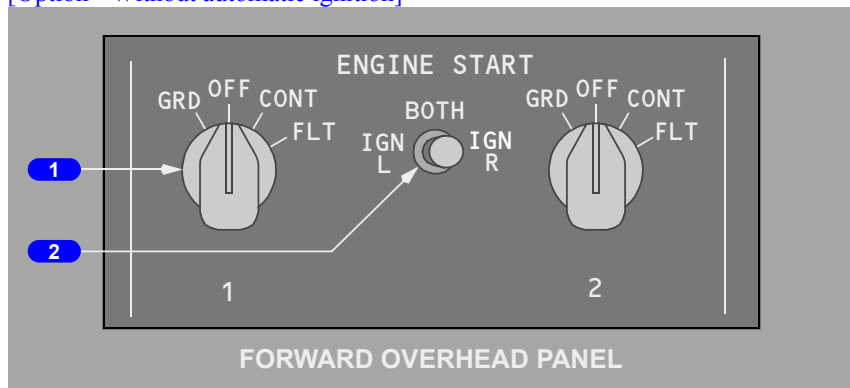 [Option - Without automatic ignition]
ENGINE START
GRD OFF CONT FLT
IGN L
BOTH
IGN R
GRD OFF CONT FLT
1
2
1
2
FORWARD OVERHEAD PANEL